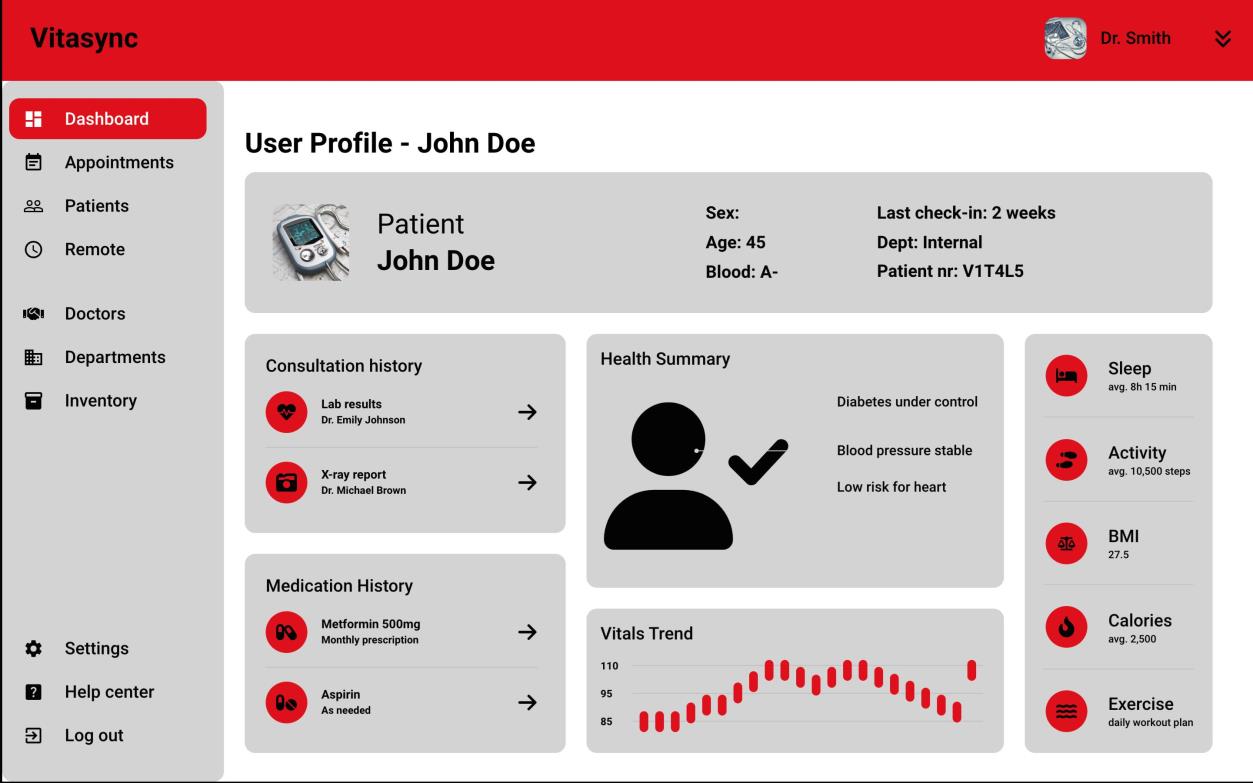 Vitasync
Dr. Smith
Dashboard
Appointments
Patients
Remote
Doctors
Departments
Inventory
Settings
Help center
Log out
User Profile - John Doe
Patient
John Doe
Sex:
Age: 45
Blood: A-
Last check-in: 2 weeks
Dept: Internal
Patient nr: V1T4L5
Consultation history
Lab results
Dr. Emily Johnson
X-ray report
Dr. Michael Brown
Medication History
Metformin 500mg
Monthly prescription
Aspirin
As needed
Health Summary
Diabetes under control
Blood pressure stable
Low risk for heart
Vitals Trend
110
95
85
Sleep
avg. 8h 15 min
Activity
avg. 10,500 steps
BMI
27.5
Calories
avg. 2,500
Exercise
daily workout plan